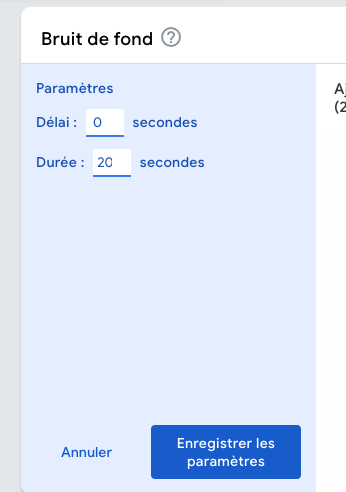 Bruit de fond
Paramètres
Délai : 0 secondes
Durée : 20 secondes
Annuler
Enregistrer les
paramètres